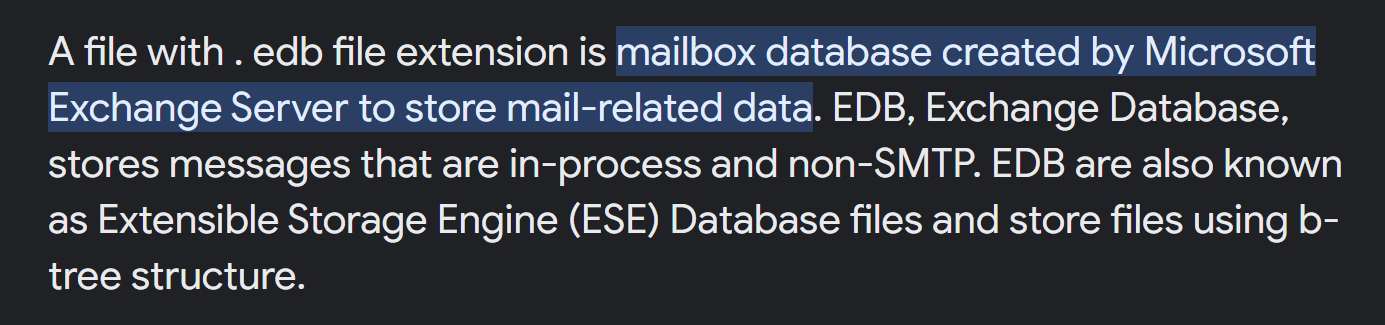 A file with . edb file extension is mailbox database created by Microsoft
Exchange Server to store mail-related data. EDB, Exchange Database,
stores messages that are in-process and non-SMTP. EDB are also known
as Extensible Storage Engine (ESE) Database files and store files using b-
tree structure.